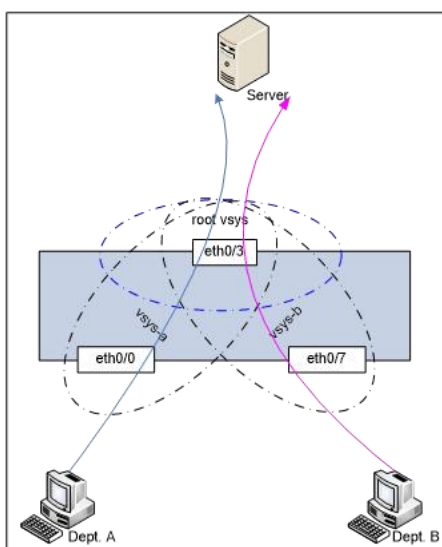 Server
root vsys
eth0/3
vsys-a
vsys-b
eth0/0
eth0/7
Dept. A
Dept. B